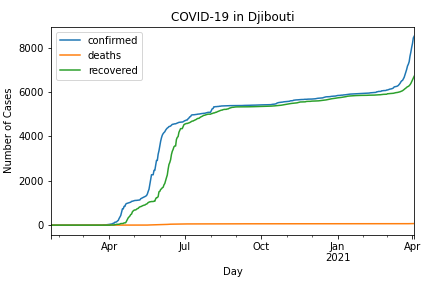 COVID-19 in Djibouti
confirmed
deaths
recovered
Number of Cases
8000
6000
4000
2000
0
Apr
Jul
Oct
Jan
2021
Apr
Day